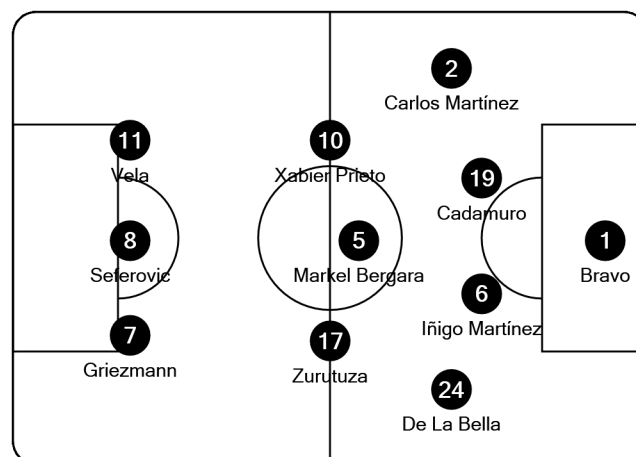 2
Carlos Martínez
11
Vela
10
Xabier Prieto
19
Cadamuro
8
Seferovic
5
Markel Bergara
1
Bravo
6
Iñigo Martínez
7
Griezmann
17
Zurutuza
24
De La Bella